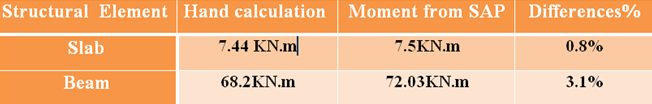 Structural Element Hand calculation Moment from SAP Differences%
Slab 7.44 KN.m 7.5KN.m 0.8%
Beam 68.2KN.m 72.03KN.m 3.1%